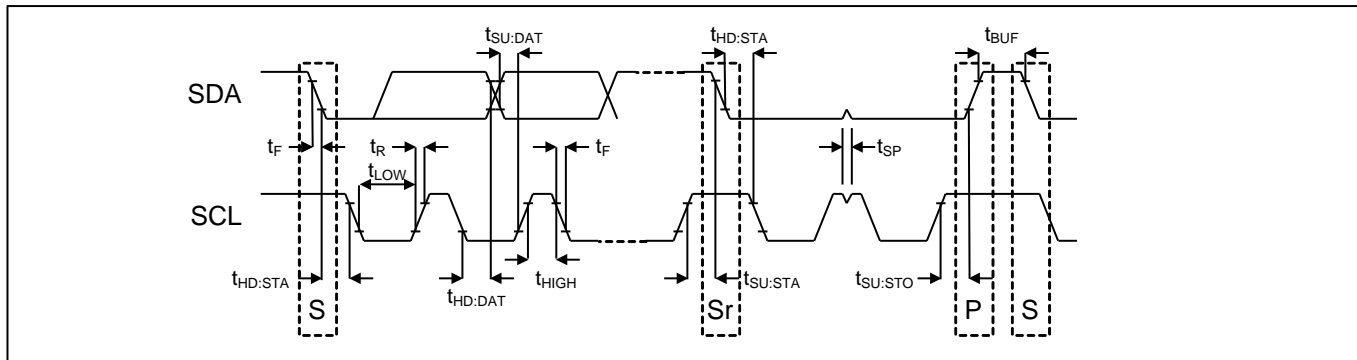 tSU:DAT
tHD:STA
tBUF
SDA
tF
tR
tF
tSP
tLOW
SCL
tHD:STA
tHD:DAT
tHIGH
tSU:STA
tSU:STO
S
Sr
P
S